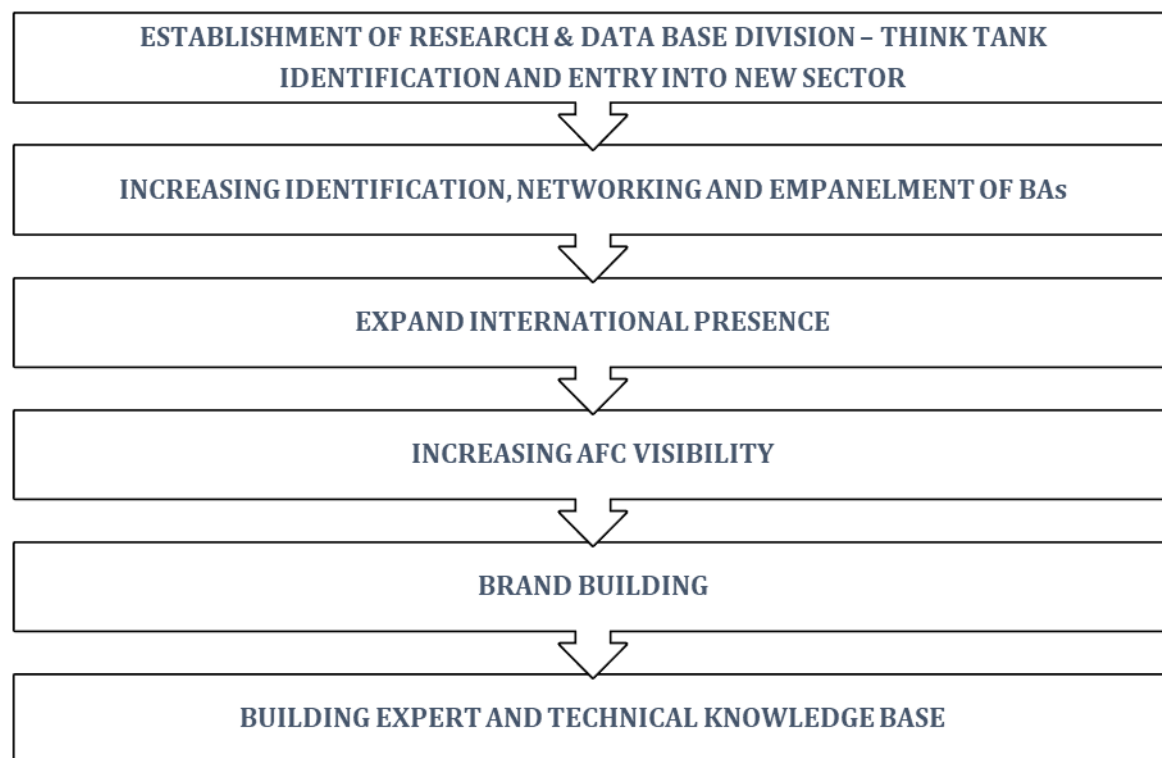 ESTABLISHMENT OF RESEARCH & DATA BASE DIVISION – THINK TANK
IDENTIFICATION AND ENTRY INTO NEW SECTOR
INCREASING IDENTIFICATION, NETWORKING AND EMPANELMENT OF BAs
EXPAND INTERNATIONAL PRESENCE
INCREASING AFC VISIBILITY
BRAND BUILDING
BUILDING EXPERT AND TECHNICAL KNOWLEDGE BASE